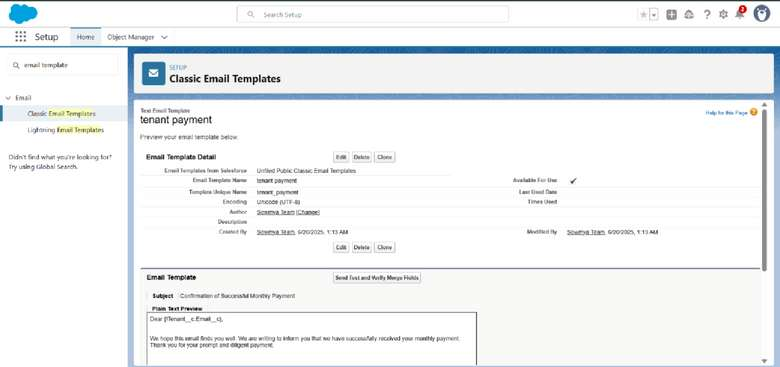 Search Setup
3
Setup
Home
Object Manager
email template
Email
Classic Email Templates
Lightning Email Templates
Didn't find what you're looking for?
Try using Global Search.
SETUP
Classic Email Templates
Text Email Template
tenant payment
Help for this Page
Preview your email template below.
Email Template Detail
Edit Delete Clone
Email Templates from Salesforce Unfiled Public Classic Email Templates
Email Template Name tenant payment Available For Use ✓
Template Unique Name tenant_payment Last Used Date
Encoding Unicode (UTF-8) Times Used
Author Sowmya Team [Change]
Description
Created By Sowmya Team, 6/20/2025, 1:13 AM Modified By Sowmya Team, 6/20/2025, 1:13 AM
Edit Delete Clone
Email Template
Send Test and Verify Merge Fields
Subject Confirmation of Successful Monthly Payment
Plain Text Preview
Dear {!Tenant__c.Email__c},
We hope this email finds you well. We are writing to inform you that we have successfully received your monthly payment.
Thank you for your prompt and diligent payment.